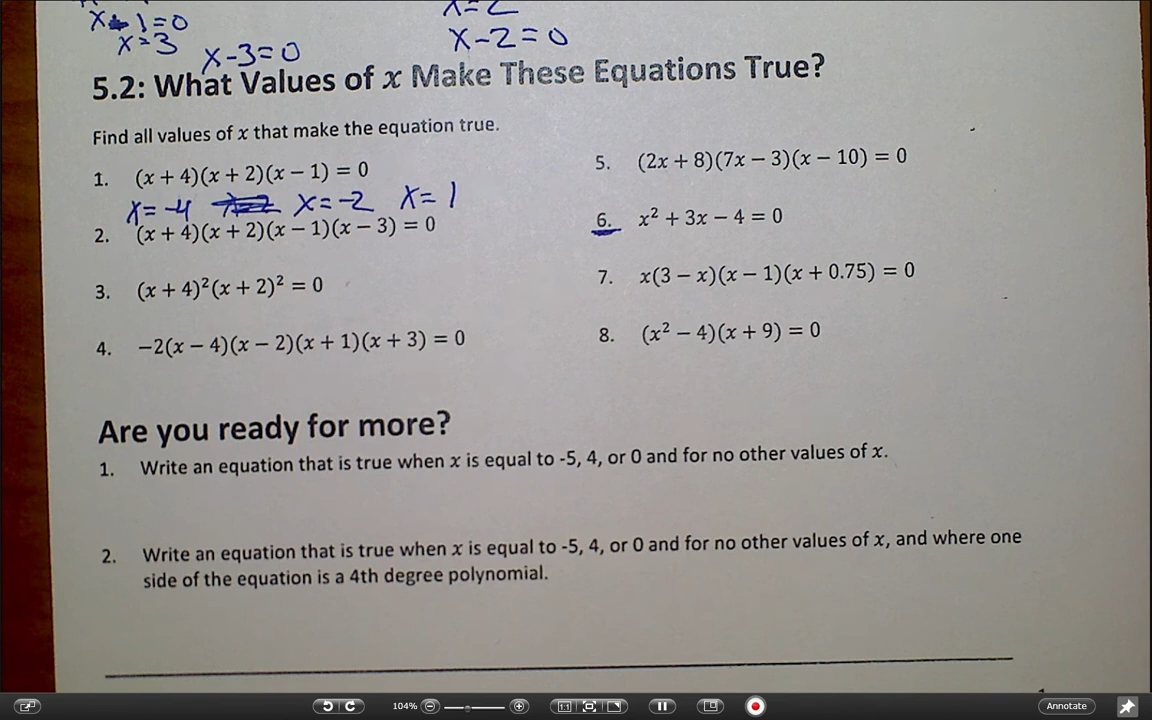 x-1=0
x=2
x=3
x-3=0
x-2=0
5.2: What Values of x Make These Equations True?
Find all values of x that make the equation true.
1. (x + 4)(x + 2)(x − 1) = 0
x=-4 x=-2 x=1
2. (x + 4)(x + 2)(x − 1)(x − 3) = 0
3. (x + 4)²(x + 2)² = 0
4. −2(x − 4)(x − 2)(x + 1)(x + 3) = 0
5. (2x + 8)(7x − 3)(x − 10) = 0
6. x² + 3x − 4 = 0
7. x(3 − x)(x − 1)(x + 0.75) = 0
8. (x² − 4)(x + 9) = 0
Are you ready for more?
1. Write an equation that is true when x is equal to -5, 4, or 0 and for no other values of x.
2. Write an equation that is true when x is equal to -5, 4, or 0 and for no other values of x, and where one
side of the equation is a 4th degree polynomial.
104%
1:1
Annotate